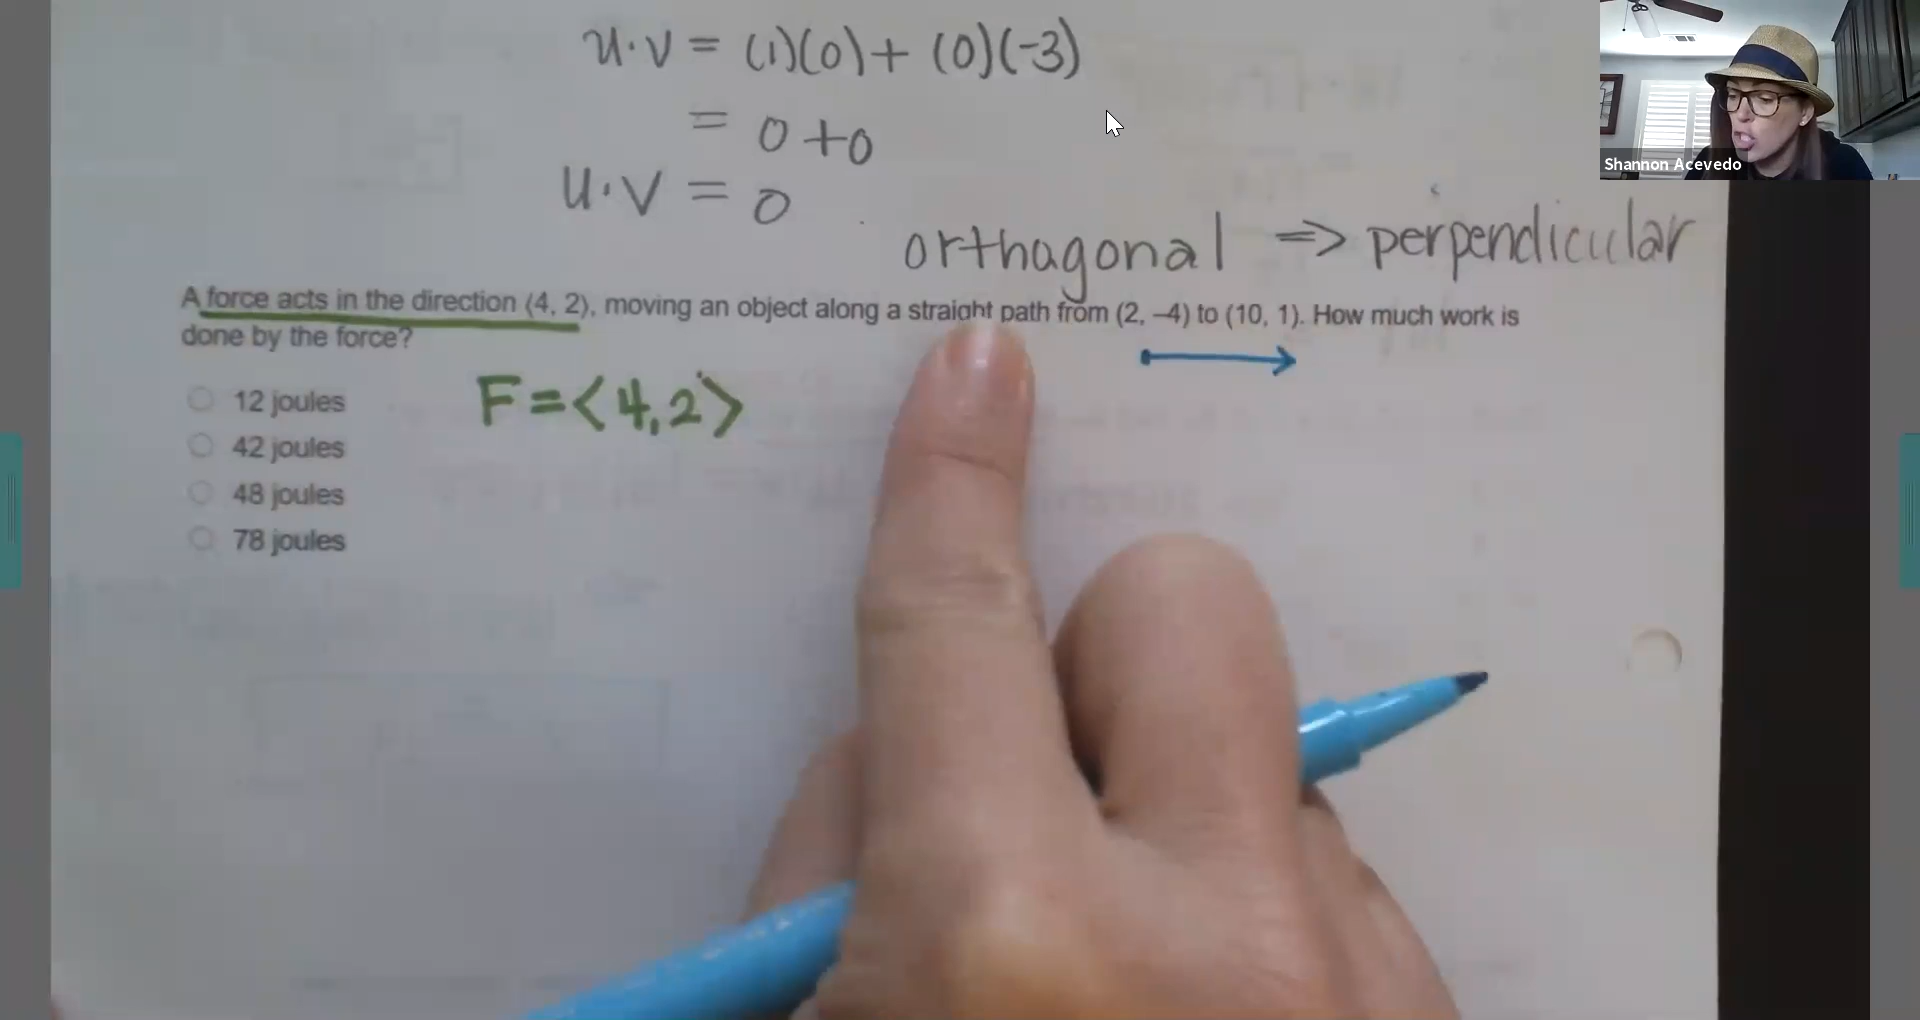 u·v = (1)(0) + (0)(-3)
= 0 + 0
u·v = 0
Shannon Acevedo
orthagonal => perpendicular
A force acts in the direction ⟨4, 2⟩, moving an object along a straight path from (2, –4) to (10, 1). How much work is
done by the force?
F = <4, 2>
12 joules
42 joules
48 joules
78 joules